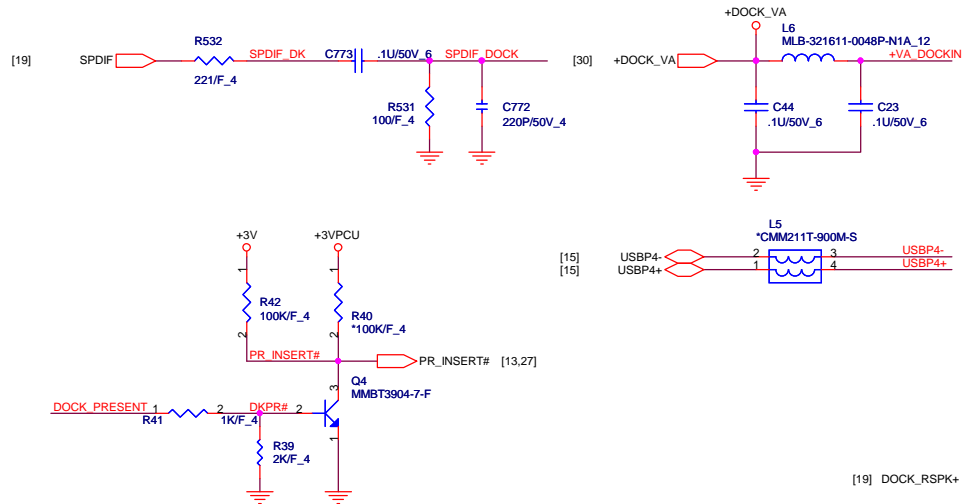 [19] SPDIF
R532
221/F_4
SPDIF_DK
C773
.1U/50V_6
SPDIF_DOCK
R531
100/F_4
C772
220P/50V_4
+DOCK_VA
[30] +DOCK_VA
L6
MLB-321611-0048P-N1A_12
+VA_DOCKIN
C44
.1U/50V_6
C23
.1U/50V_6
+3V
+3VPCU
1
1
R42
100K/F_4
R40
*100K/F_4
2
2
PR_INSERT#
PR_INSERT# [13,27]
Q4
MMBT3904-7-F
3
DOCK_PRESENT 1
R41
2
1K/F_4
DKPR#
2
1
R39
2K/F_4
L5
*CMM211T-900M-S
[15] USBP4- 2
3 USBP4-
[15] USBP4+ 1
4 USBP4+
[19] DOCK_RSPK+